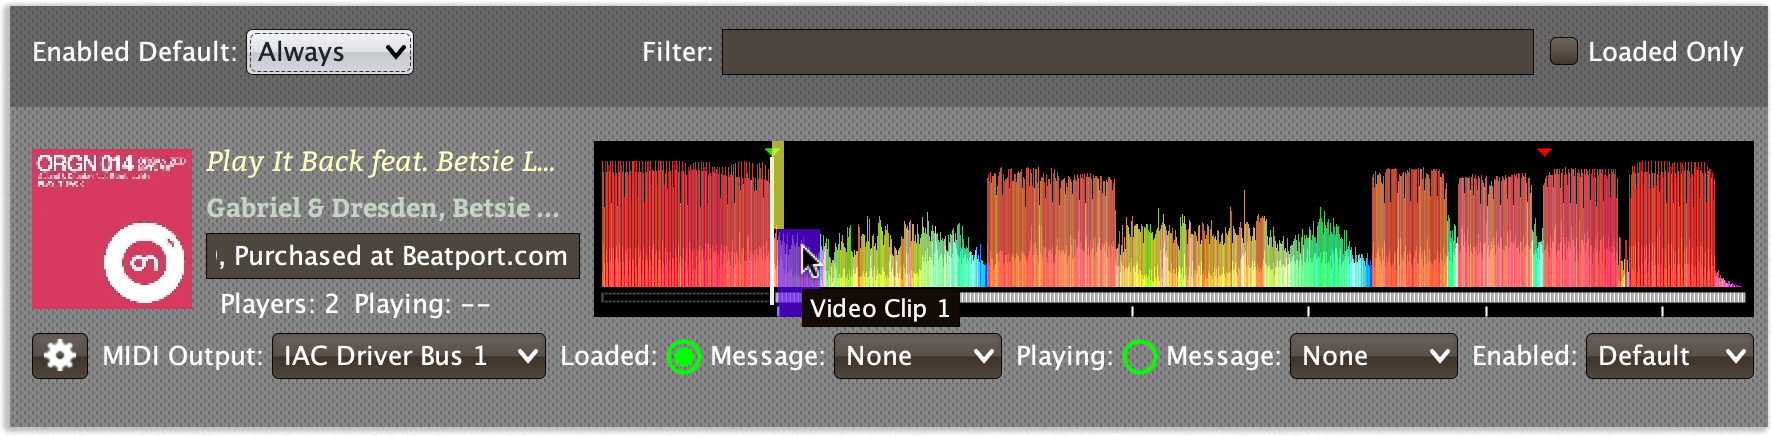 Enabled Default: Always Filter: Loaded Only
ORGN 014
Play It Back feat. Betsie L...
Gabriel & Dresden, Betsie ...
, Purchased at Beatport.com
Players: 2 Playing: --
Video Clip 1
MIDI Output: IAC Driver Bus 1 Loaded: Message: None Playing: Message: None Enabled: Default